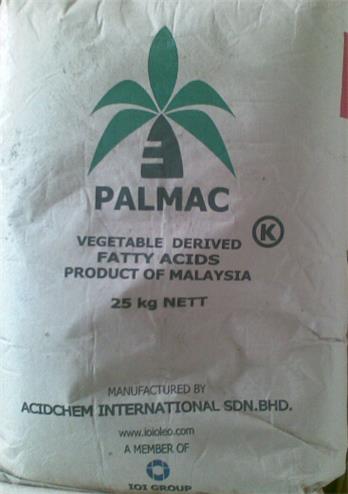 PALMAC
VEGETABLE DERIVED
FATTY ACIDS
K
PRODUCT OF MALAYSIA
25 kg NETT
MANUFACTURED BY
ACIDCHEM INTERNATIONAL SDN.BHD.
www.ioioleo.com
A MEMBER OF
IOI GROUP